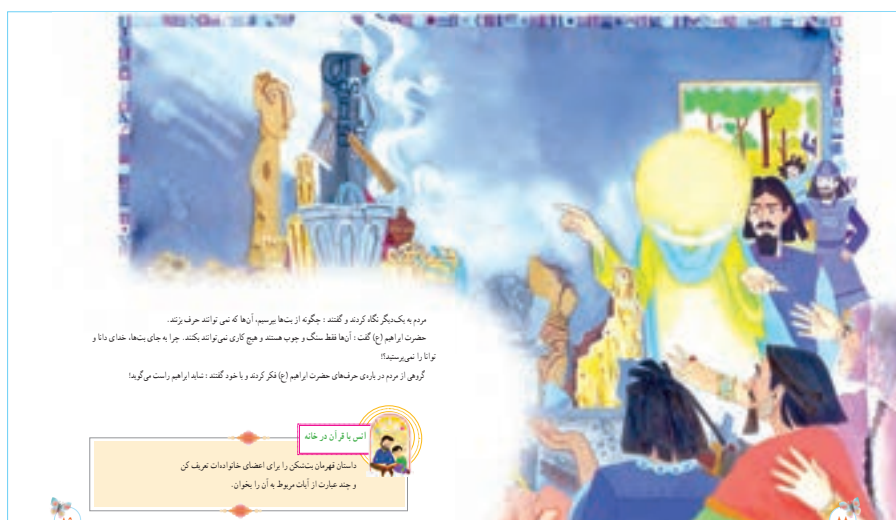 مردم به یک‌دیگر نگاه کردند و گفتند : چگونه از بت‌ها بپرسیم، آن‌ها که نمی توانند حرف بزنند.
حضرت ابراهیم (ع) گفت : آن‌ها فقط سنگ و چوب هستند و هیچ کاری نمی‌توانند بکنند. چرا به جای بت‌ها، خدای دانا و
توانا را نمی‌پرستید؟!
گروهی از مردم در باره‌ی حرف‌های حضرت ابراهیم (ع) فکر کردند و با خود گفتند : شاید ابراهیم راست می‌گوید!
انس با قرآن در خانه
داستان قهرمان بت‌شکن را برای اعضای خانواده‌ات تعریف کن
و چند عبارت از آیات مربوط به آن را بخوان.